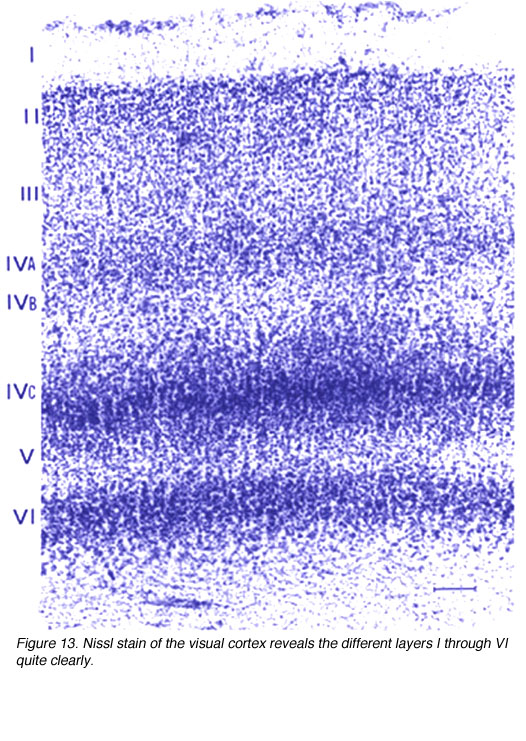 I
II
III
IVA
IVB
IVC
V
VI
Figure 13. Nissl stain of the visual cortex reveals the different layers I through VI
quite clearly.